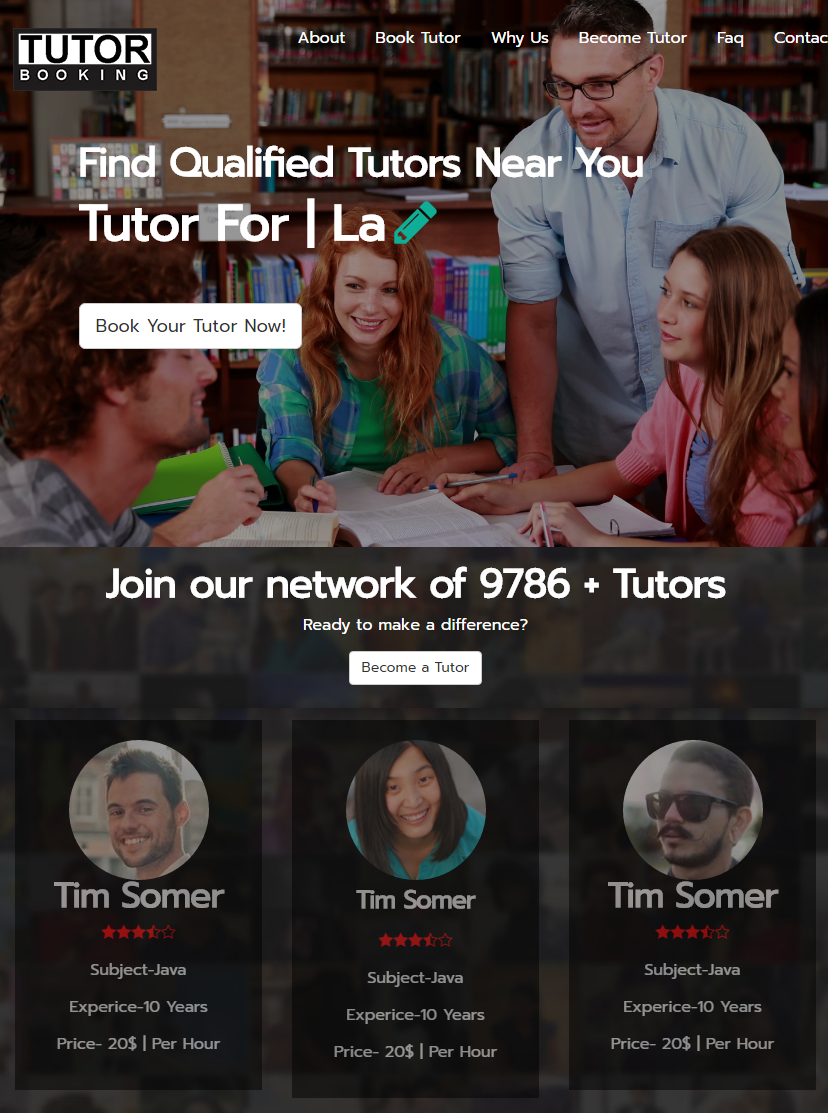 TUTOR
BOOKING
About Book Tutor Why Us Become Tutor Faq Contac
Find Qualified Tutors Near You
Tutor For | La
Book Your Tutor Now!
Join our network of 9786 + Tutors
Ready to make a difference?
Become a Tutor
Tim Somer
Subject-Java
Experice-10 Years
Price- 20$ | Per Hour
Tim Somer
Subject-Java
Experice-10 Years
Price- 20$ | Per Hour
Tim Somer
Subject-Java
Experice-10 Years
Price- 20$ | Per Hour